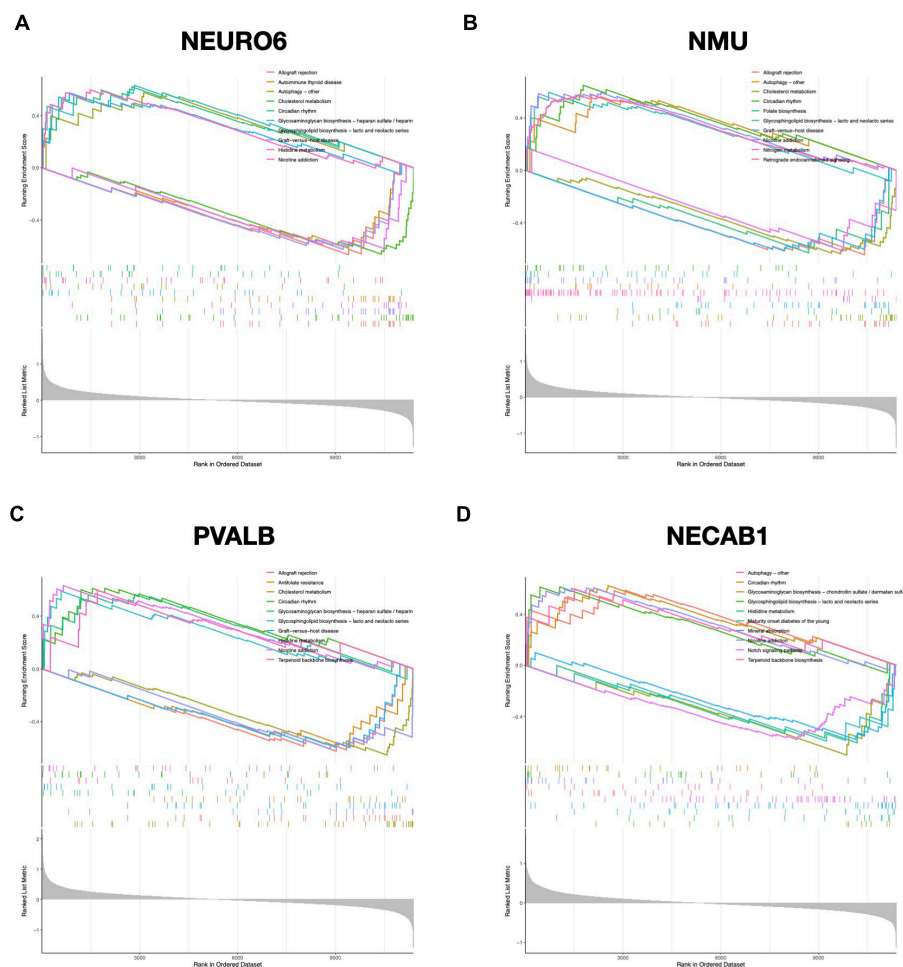 A
NEURO6
Allograft rejection
Autoimmune thyroid disease
Autophagy − other
Cholesterol metabolism
Circadian rhythm
Glycosaminoglycan biosynthesis − heparan sulfate / heparin
Glycosphingolipid biosynthesis − lacto and neolacto series
Graft−versus−host disease
Histidine metabolism
Nicotine addiction
Running Enrichment Score
0.4
0.0
−0.4
Ranked List Metric
1
0
−1
3000
6000
9000
Rank in Ordered Dataset
B
NMU
Allograft rejection
Autophagy − other
Cholesterol metabolism
Circadian rhythm
Folate biosynthesis
Glycosphingolipid biosynthesis − lacto and neolacto series
Graft−versus−host disease
Nicotine addiction
Nitrogen metabolism
Retrograde endocannabinoid signaling
Running Enrichment Score
0.4
0.0
−0.4
Ranked List Metric
1
0
−1
3000
6000
9000
Rank in Ordered Dataset
C
PVALB
Allograft rejection
Antifolate resistance
Cholesterol metabolism
Circadian rhythm
Glycosaminoglycan biosynthesis − heparan sulfate / heparin
Glycosphingolipid biosynthesis − lacto and neolacto series
Graft−versus−host disease
Histidine metabolism
Nicotine addiction
Terpenoid backbone biosynthesis
Running Enrichment Score
0.4
0.0
−0.4
Ranked List Metric
2
1
0
−1
3000
6000
9000
Rank in Ordered Dataset
D
NECAB1
Autophagy − other
Circadian rhythm
Glycosaminoglycan biosynthesis − chondroitin sulfate / dermatan sulf
Glycosphingolipid biosynthesis − lacto and neolacto series
Histidine metabolism
Maturity onset diabetes of the young
Mineral absorption
Nicotine addiction
Notch signaling pathway
Terpenoid backbone biosynthesis
Running Enrichment Score
0.4
0.0
−0.4
Ranked List Metric
1
0
−1
3000
6000
9000
Rank in Ordered Dataset